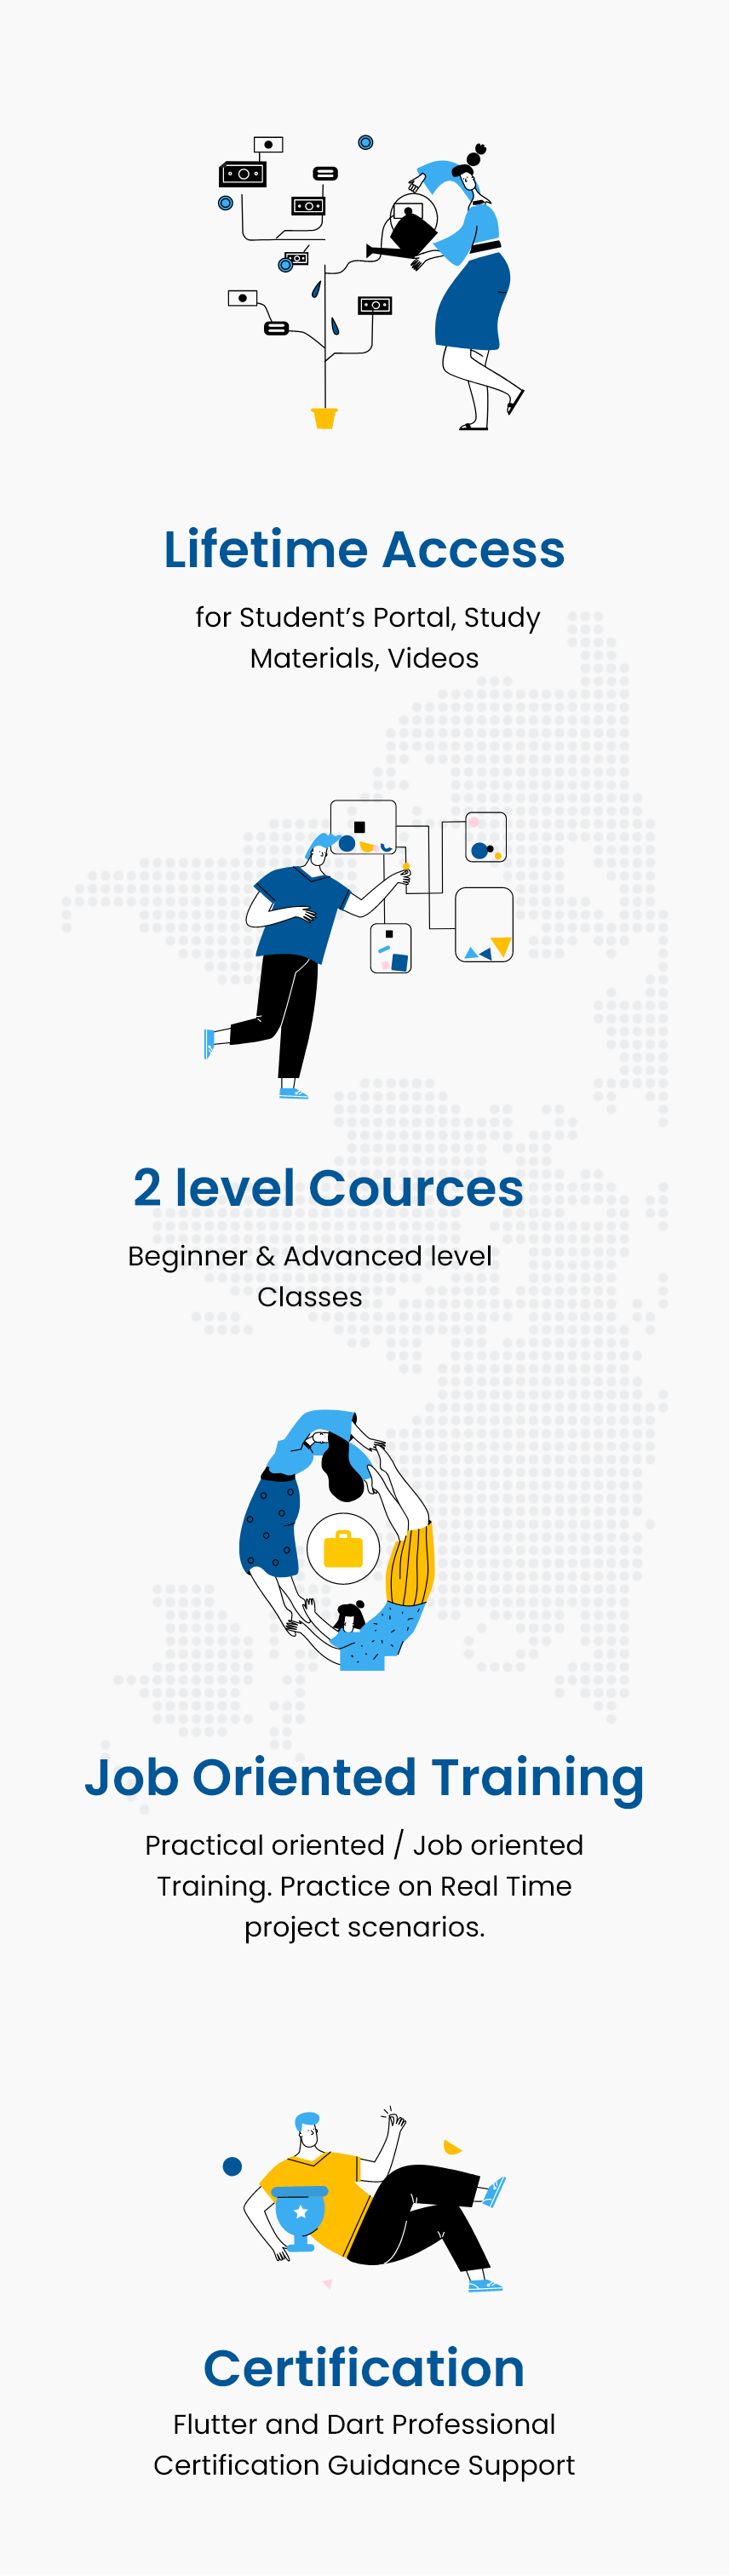 Lifetime Access
for Student’s Portal, Study
Materials, Videos
2 level Cources
Beginner & Advanced level
Classes
Job Oriented Training
Practical oriented / Job oriented
Training. Practice on Real Time
project scenarios.
Certification
Flutter and Dart Professional
Certification Guidance Support